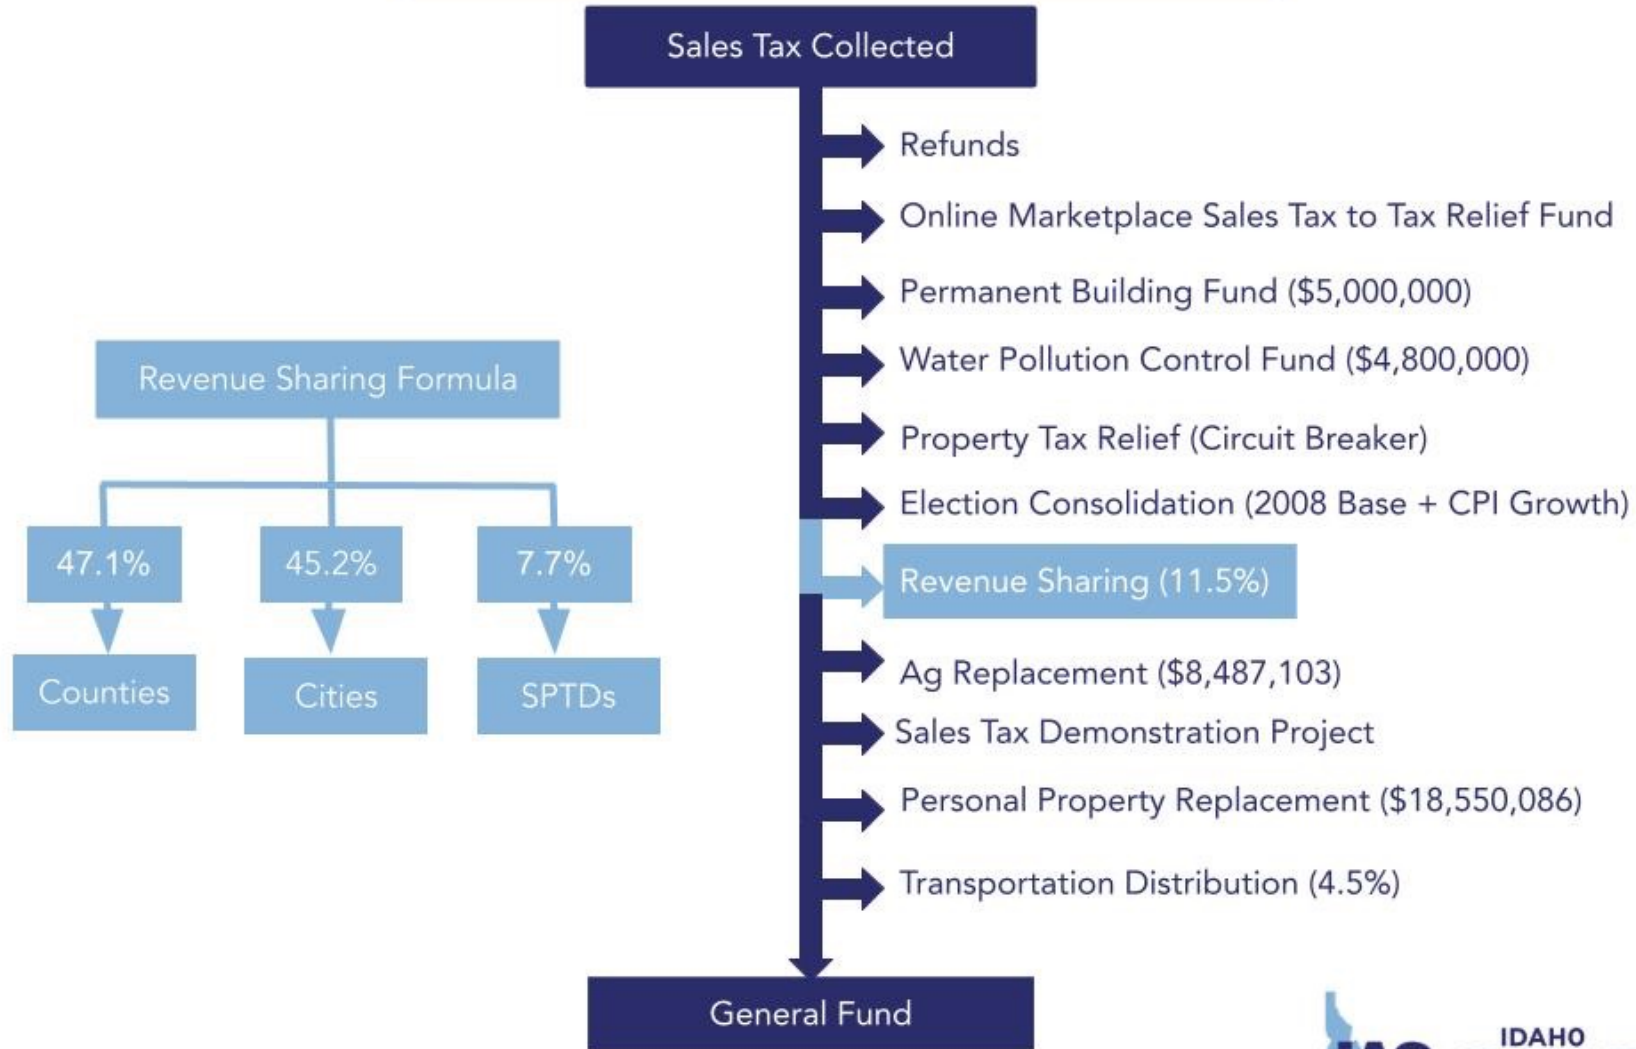 Sales Tax Collected
Refunds
Online Marketplace Sales Tax to Tax Relief Fund
Permanent Building Fund ($5,000,000)
Water Pollution Control Fund ($4,800,000)
Property Tax Relief (Circuit Breaker)
Election Consolidation (2008 Base + CPI Growth)
Revenue Sharing (11.5%)
Ag Replacement ($8,487,103)
Sales Tax Demonstration Project
Personal Property Replacement ($18,550,086)
Transportation Distribution (4.5%)
General Fund
Revenue Sharing Formula
47.1%
45.2%
7.7%
Counties
Cities
SPTDs
IDAHO